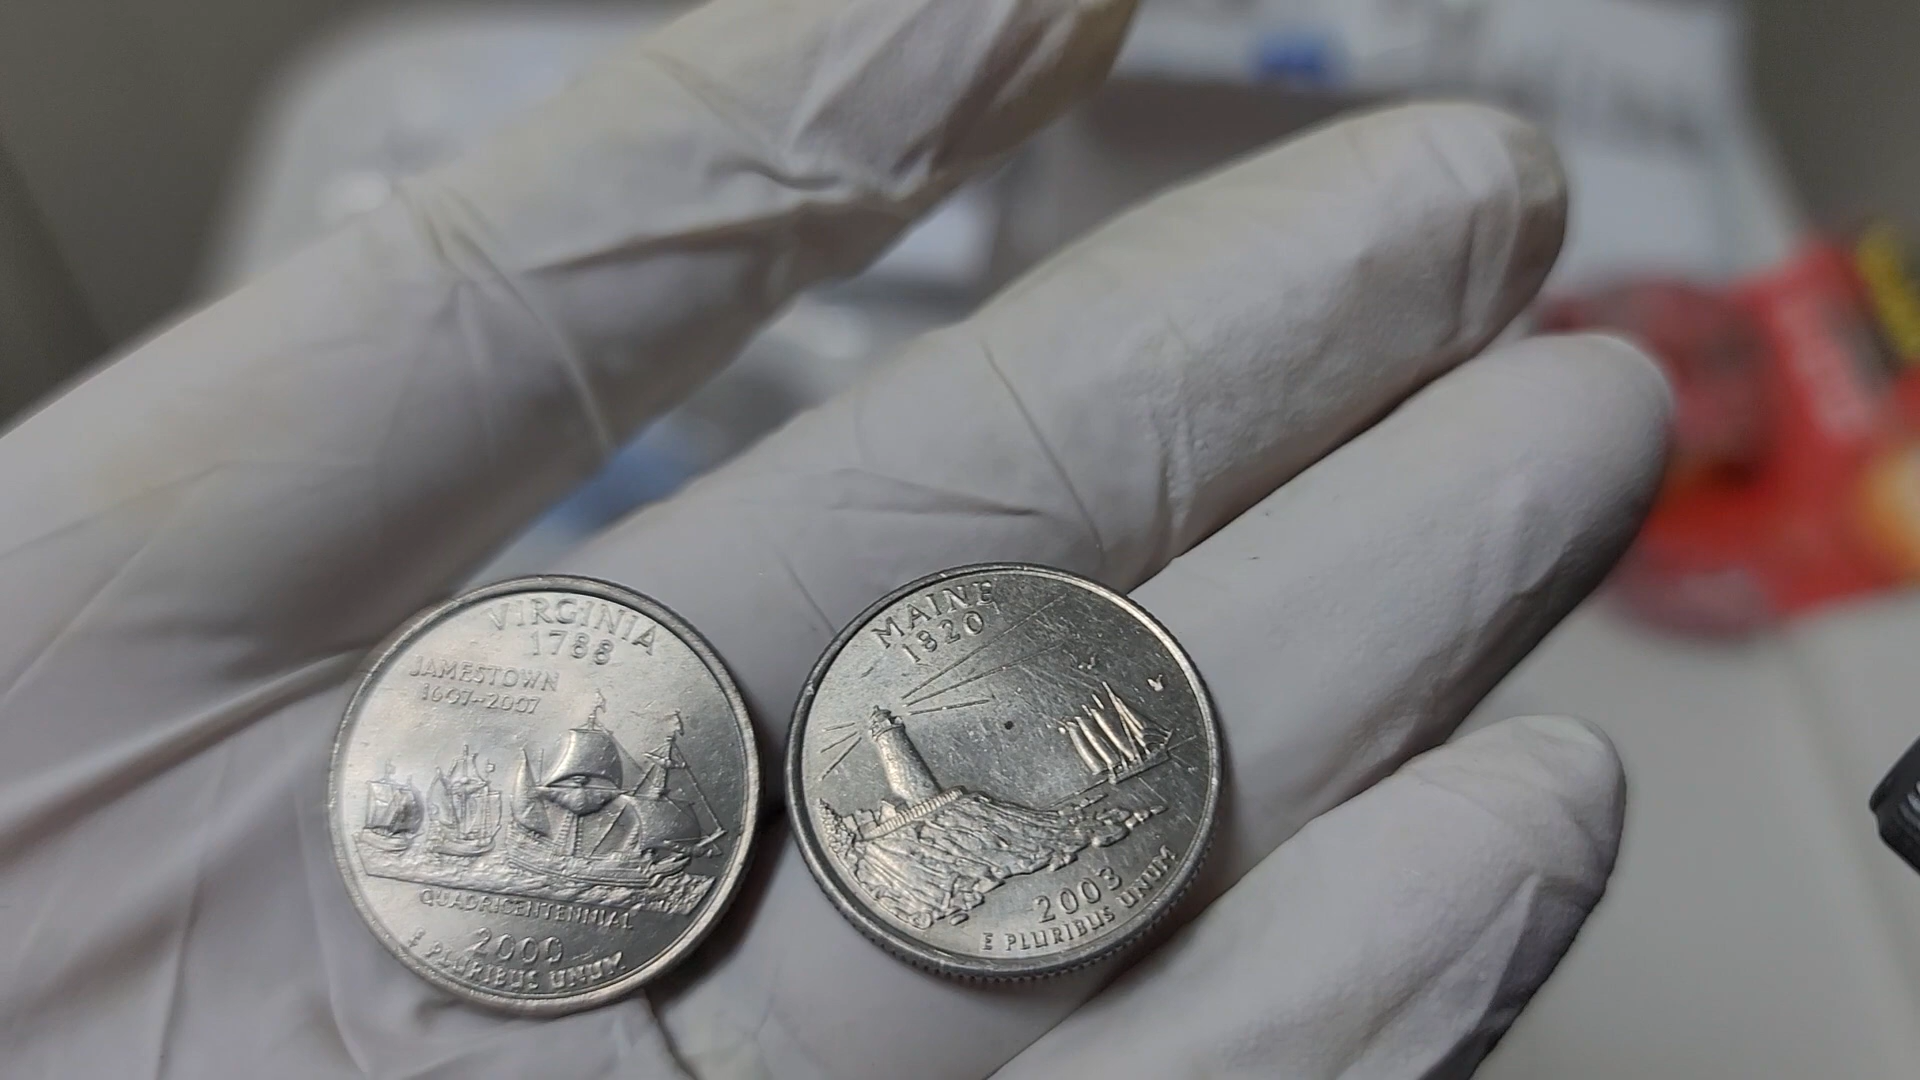 VIRGINIA
1788
JAMESTOWN
1607-2007
QUADRICENTENNIAL
2000
E PLURIBUS UNUM
MAINE
1820
2003
E PLURIBUS UNUM